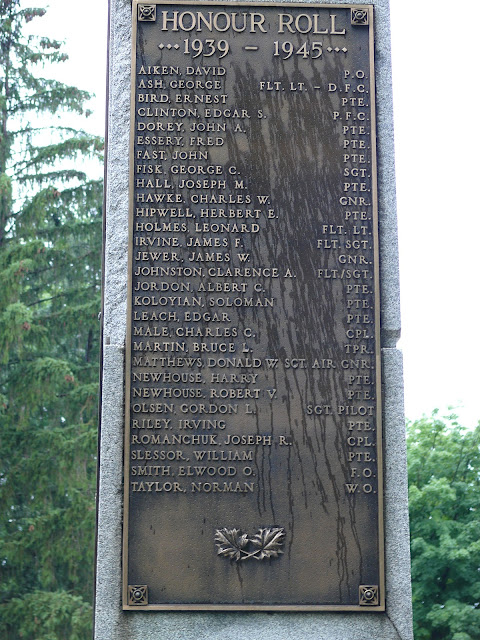 HONOUR ROLL
••• 1939 – 1945 •••
AIKEN, DAVID P.O.
ASH, GEORGE FLT. LT. – D.F.C.
BIRD, ERNEST PTE.
CLINTON, EDGAR S. P.F.C.
DOREY, JOHN A. PTE.
ESSERY, FRED PTE.
FAST, JOHN PTE.
FISK, GEORGE C. SGT.
HALL, JOSEPH M. PTE.
HAWKE, CHARLES W. GNR.
HIPWELL, HERBERT E. PTE.
HOLMES, LEONARD FLT. LT.
IRVINE, JAMES F. FLT. SGT.
JEWER, JAMES W. GNR.
JOHNSTON, CLARENCE A. FLT/SGT.
JORDON, ALBERT C. PTE.
KOLOYIAN, SOLOMAN PTE.
LEACH, EDGAR PTE.
MALE, CHARLES C. CPL.
MARTIN, BRUCE L. TPR.
MATTHEWS, DONALD W. SGT. AIR GNR.
NEWHOUSE, HARRY PTE.
NEWHOUSE, ROBERT V. PTE.
OLSEN, GORDON L. SGT. PILOT
RILEY, IRVING PTE.
ROMANCHUK, JOSEPH R. CPL.
SLESSOR, WILLIAM PTE.
SMITH, ELWOOD O. F.O.
TAYLOR, NORMAN W.O.